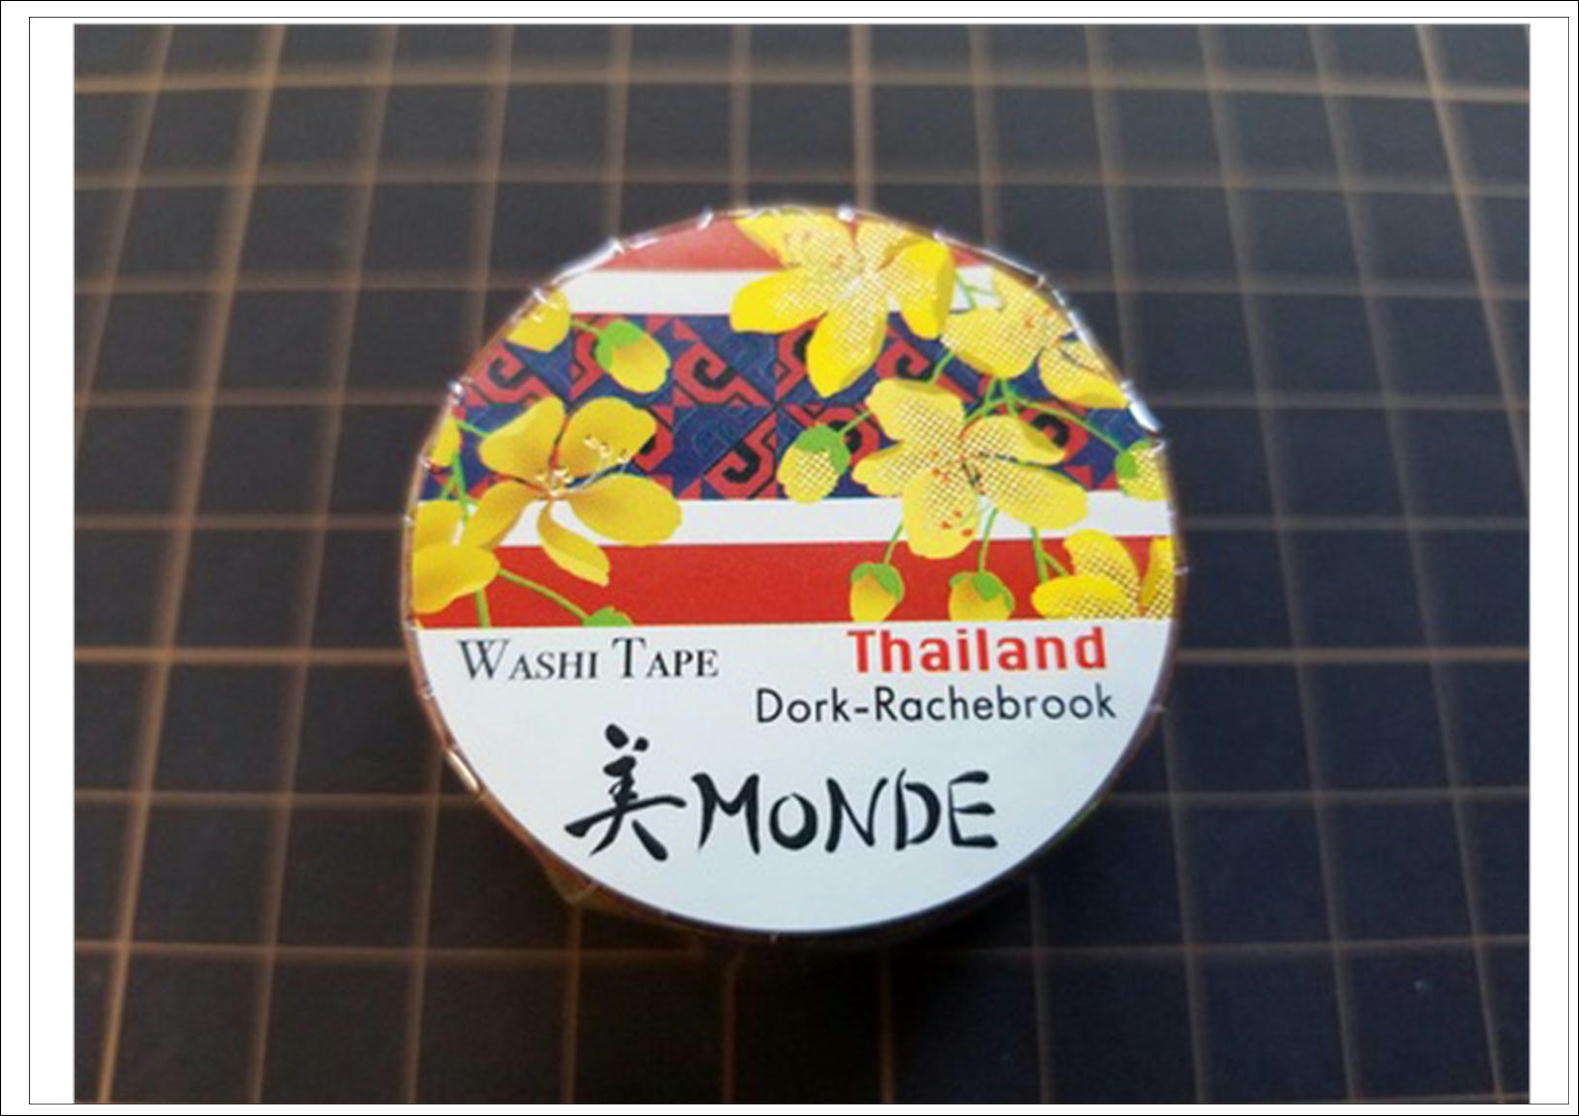 WASHI TAPE
Thailand
Dork-Rachebrook
美MONDE